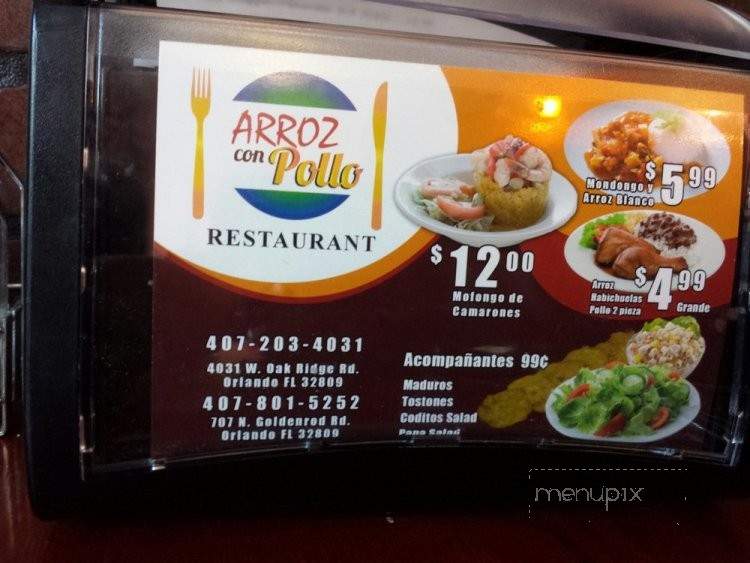 ARROZ
con Pollo
RESTAURANT
$5.99
Mondongo y
Arroz Blanco
$12.00
Mofongo de
Camarones
$4.99
Arroz
Habichuelas
Pollo 2 pieza
Grande
407-203-4031
4031 W. Oak Ridge Rd.
Orlando FL 32809
407-801-5252
707 N. Goldenrod Rd.
Orlando FL 32809
Acompañantes 99¢
Maduros
Tostones
Coditos Salad
Papa Salad
menupix